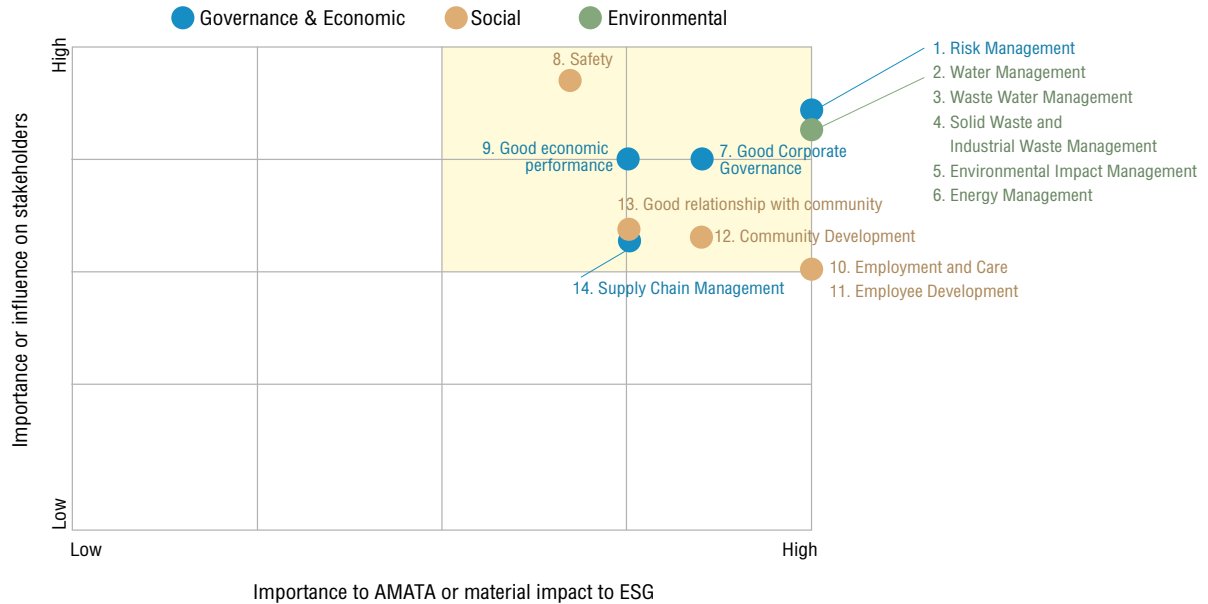 Governance & Economic
Social
Environmental
High
8. Safety
1. Risk Management
2. Water Management
3. Waste Water Management
4. Solid Waste and
Industrial Waste Management
5. Environmental Impact Management
6. Energy Management
9. Good economic
performance
7. Good Corporate
Governance
13. Good relationship with community
12. Community Development
10. Employment and Care
11. Employee Development
14. Supply Chain Management
Importance or influence on stakeholders
Low
Low
High
Importance to AMATA or material impact to ESG